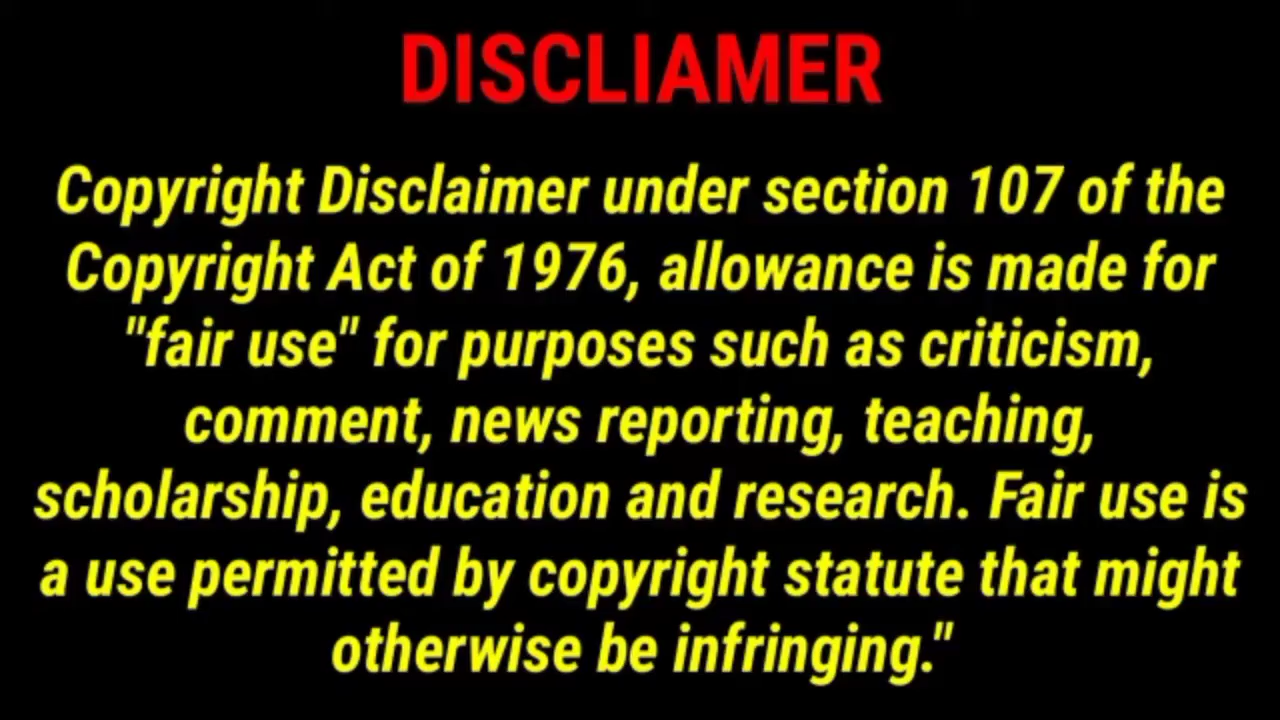 DISCLIAMER
Copyright Disclaimer under section 107 of the
Copyright Act of 1976, allowance is made for
"fair use" for purposes such as criticism,
comment, news reporting, teaching,
scholarship, education and research. Fair use is
a use permitted by copyright statute that might
otherwise be infringing."